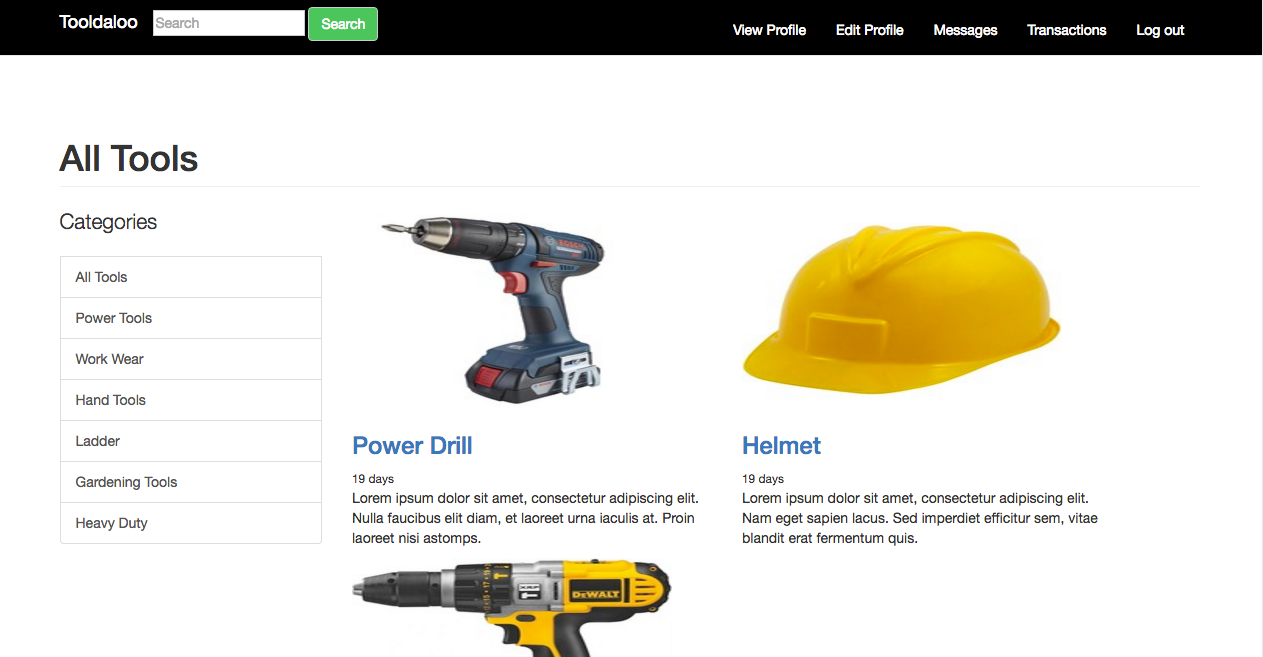 Tooldaloo
Search
Search
View Profile
Edit Profile
Messages
Transactions
Log out
All Tools
Categories
All Tools
Power Tools
Work Wear
Hand Tools
Ladder
Gardening Tools
Heavy Duty
BOSCH
Power Drill
19 days
Lorem ipsum dolor sit amet, consectetur adipiscing elit.
Nulla faucibus elit diam, et laoreet urna iaculis at. Proin
laoreet nisi astomps.
Helmet
19 days
Lorem ipsum dolor sit amet, consectetur adipiscing elit.
Nam eget sapien lacus. Sed imperdiet efficitur sem, vitae
blandit erat fermentum quis.
DEWALT